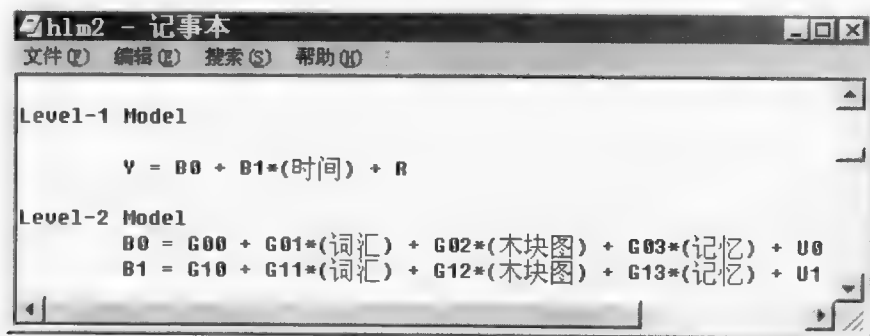 hlm2 - 记事本
文件(F) 编辑(E) 搜索(S) 帮助(H)
Level-1 Model
Y = B0 + B1*(时间) + R
Level-2 Model
B0 = G00 + G01*(词汇) + G02*(木块图) + G03*(记忆) + U0
B1 = G10 + G11*(词汇) + G12*(木块图) + G13*(记忆) + U1